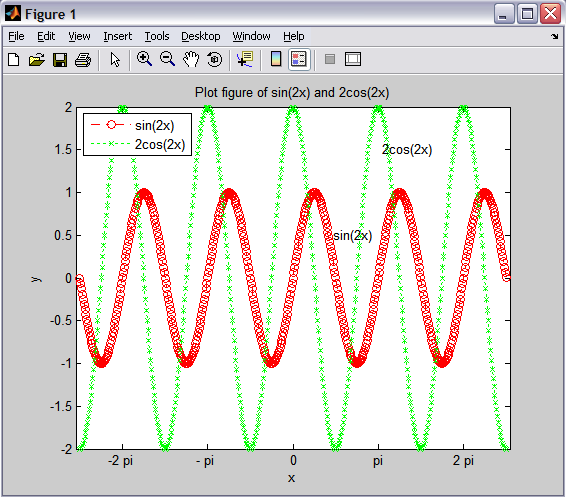 Figure 1
File Edit View Insert Tools Desktop Window Help
Plot figure of sin(2x) and 2cos(2x)
sin(2x)
2cos(2x)
2cos(2x)
sin(2x)
2
1.5
1
0.5
0
-0.5
-1
-1.5
-2
y
-2 pi - pi 0 pi 2 pi
x